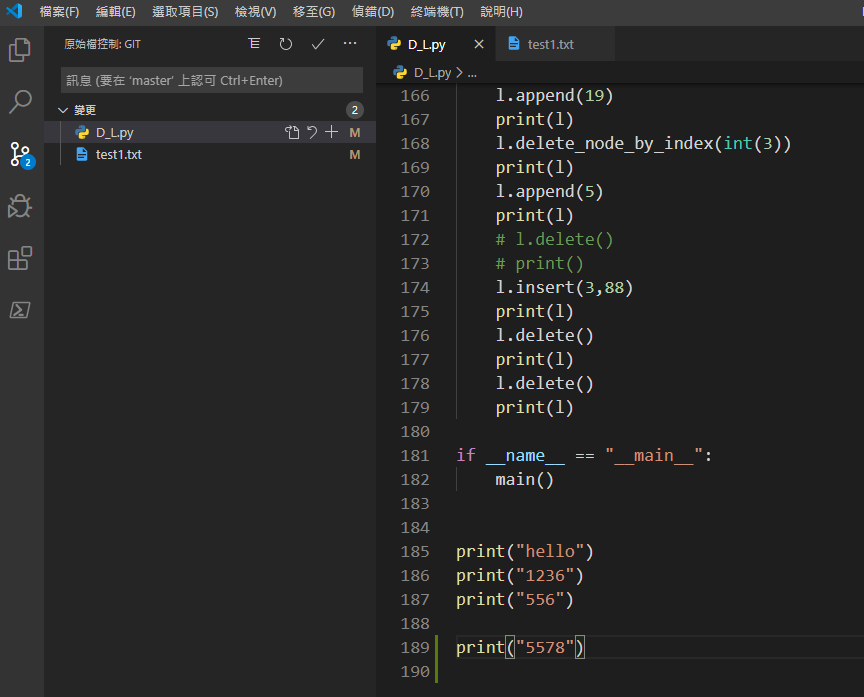 檔案(F) 編輯(E) 選取項目(S) 檢視(V) 移至(G) 偵錯(D) 終端機(T) 說明(H)
原始檔控制: GIT
訊息 (要在 'master' 上認可 Ctrl+Enter)
變更 2
D_L.py M
test1.txt M
2
D_L.py test1.txt
D_L.py > ...
166 l.append(19)
167 print(l)
168 l.delete_node_by_index(int(3))
169 print(l)
170 l.append(5)
171 print(l)
172 # l.delete()
173 # print()
174 l.insert(3,88)
175 print(l)
176 l.delete()
177 print(l)
178 l.delete()
179 print(l)
180
181 if __name__ == "__main__":
182 main()
183
184
185 print("hello")
186 print("1236")
187 print("556")
188
189 print("5578")
190